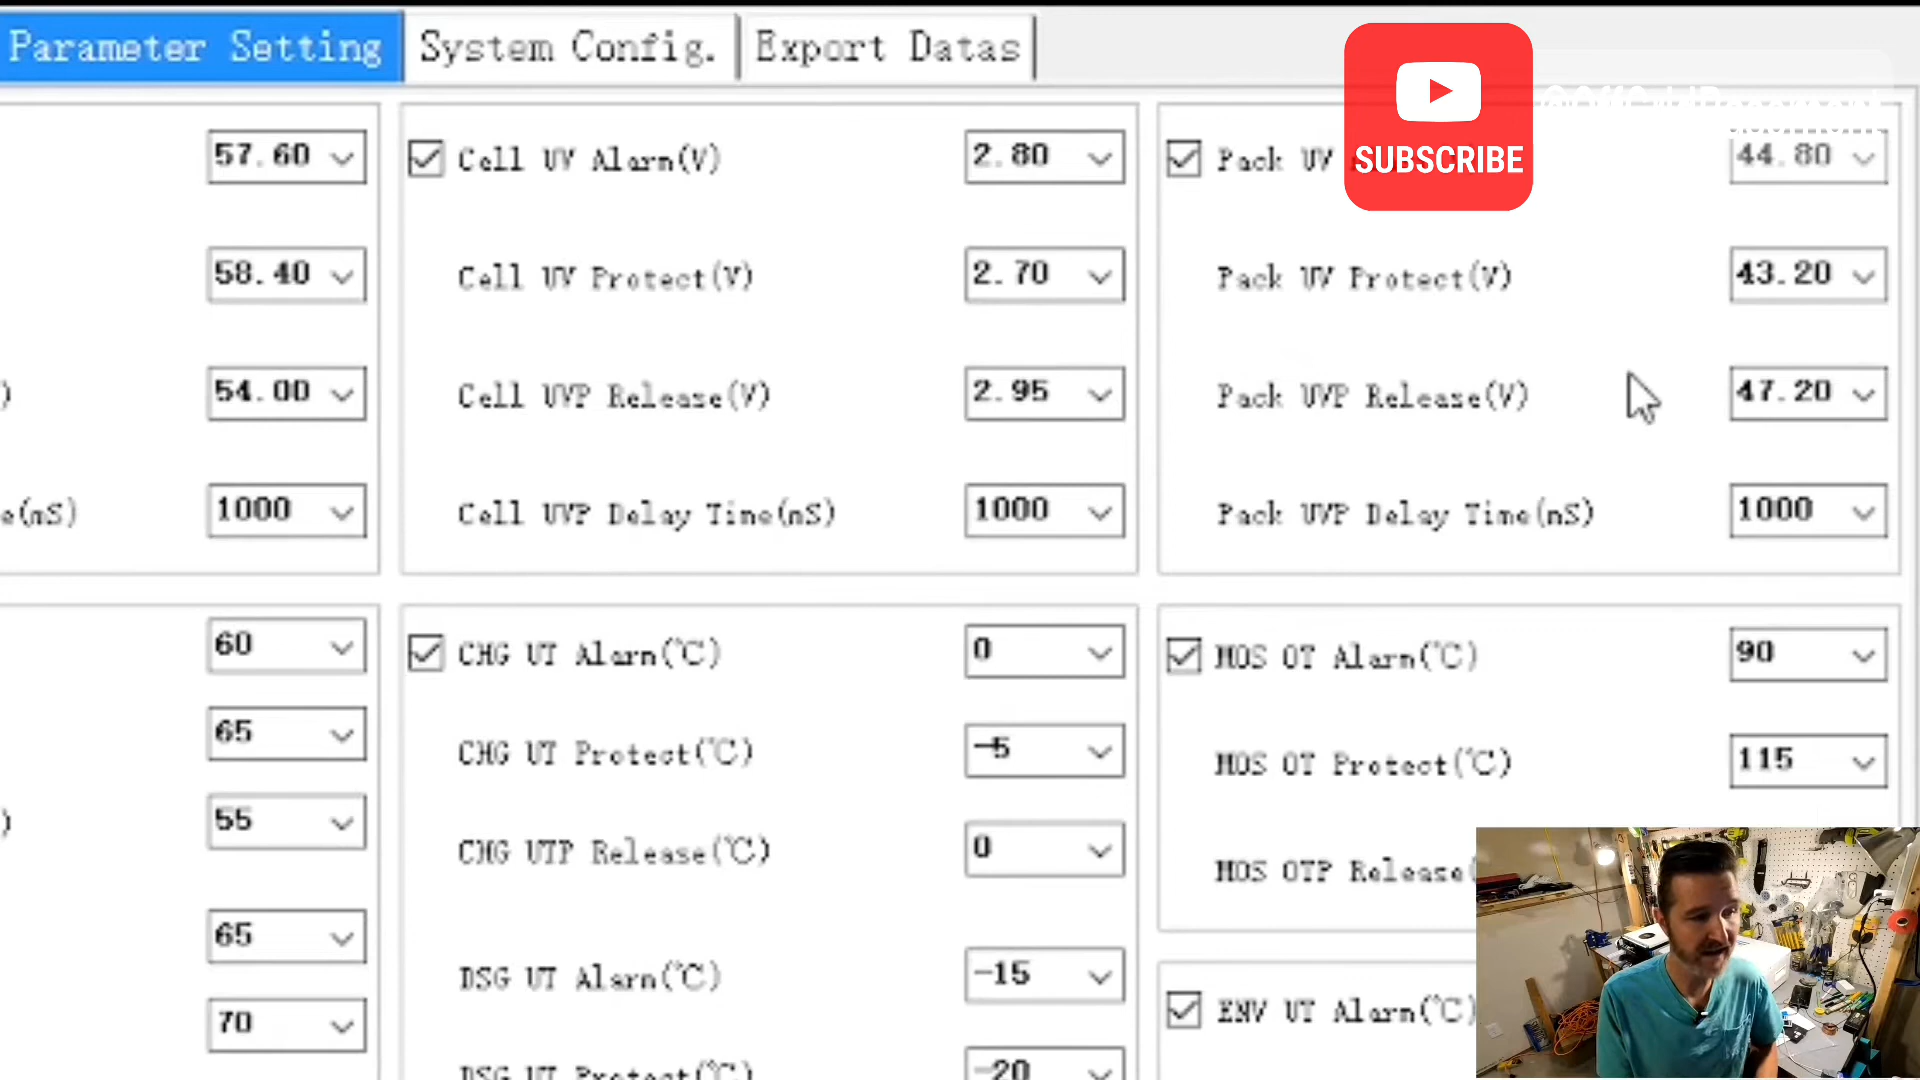 Parameter Setting System Config. Export Datas
57.60 Cell UV Alarm(V) 2.80 Pack UV 44.80
SUBSCRIBE
58.40 Cell UV Protect(V) 2.70 Pack UV Protect(V) 43.20
) 54.00 Cell UVP Release(V) 2.95 Pack UVP Release(V) 47.20
e(mS) 1000 Cell UVP Delay Time(mS) 1000 Pack UVP Delay Time(mS) 1000
60 CHG UT Alarm(℃) 0 MOS OT Alarm(℃) 90
65 CHG UT Protect(℃) -5 MOS OT Protect(℃) 115
) 55 CHG UTP Release(℃) 0 MOS OTP Release(
65 DSG UT Alarm(℃) -15 ENV UT Alarm(℃)
70 DSG UT Protect(℃) -20